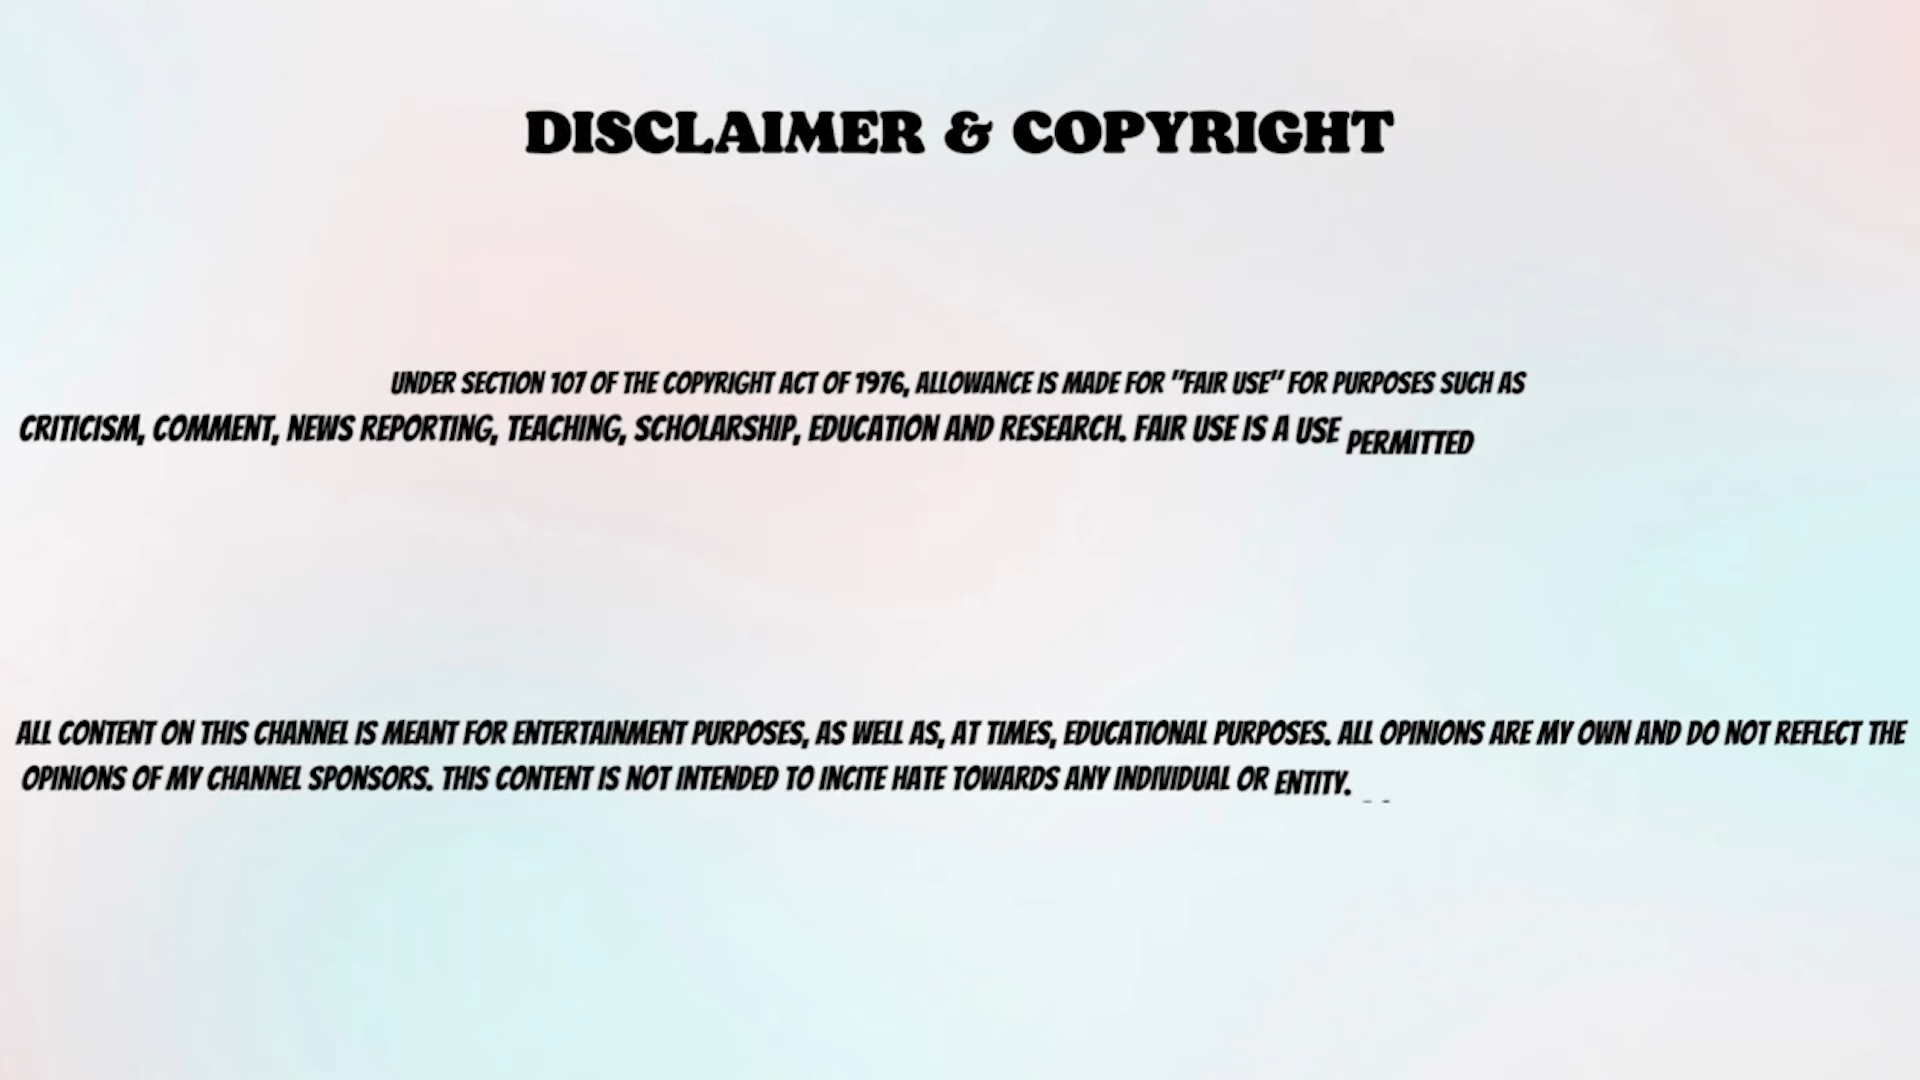 DISCLAIMER & COPYRIGHT
UNDER SECTION 107 OF THE COPYRIGHT ACT OF 1976, ALLOWANCE IS MADE FOR "FAIR USE" FOR PURPOSES SUCH AS
CRITICISM, COMMENT, NEWS REPORTING, TEACHING, SCHOLARSHIP, EDUCATION AND RESEARCH. FAIR USE IS A USE PERMITTED
ALL CONTENT ON THIS CHANNEL IS MEANT FOR ENTERTAINMENT PURPOSES, AS WELL AS, AT TIMES, EDUCATIONAL PURPOSES. ALL OPINIONS ARE MY OWN AND DO NOT REFLECT THE
OPINIONS OF MY CHANNEL SPONSORS. THIS CONTENT IS NOT INTENDED TO INCITE HATE TOWARDS ANY INDIVIDUAL OR ENTITY.